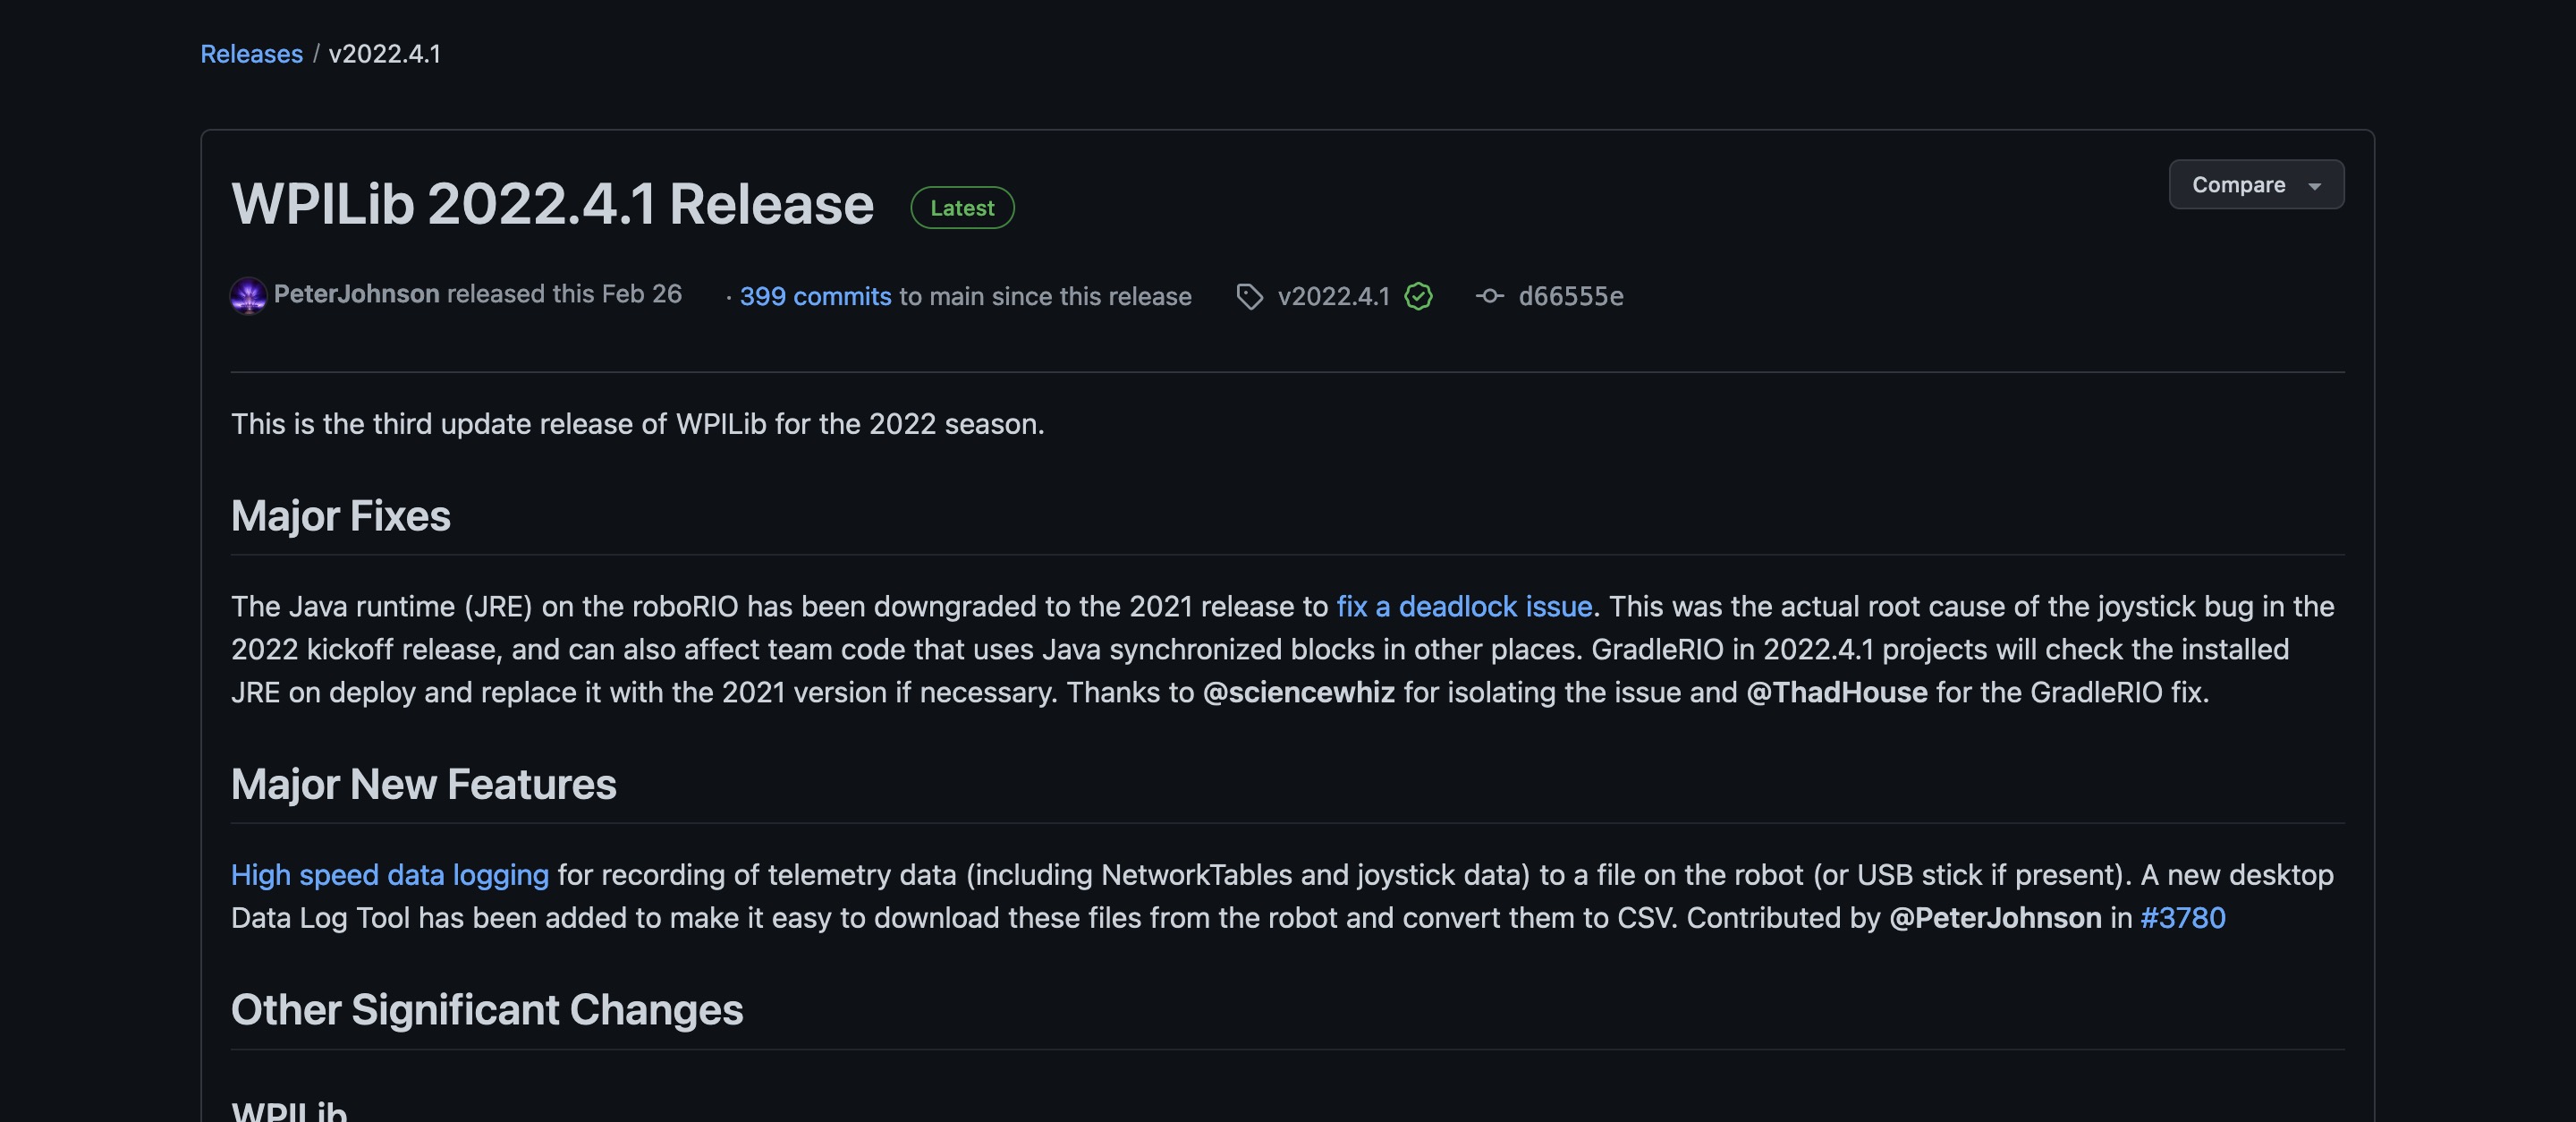 Releases / v2022.4.1
WPILib 2022.4.1 Release Latest
Compare
PeterJohnson released this Feb 26 · 399 commits to main since this release v2022.4.1 d66555e
This is the third update release of WPILib for the 2022 season.
Major Fixes
The Java runtime (JRE) on the roboRIO has been downgraded to the 2021 release to fix a deadlock issue. This was the actual root cause of the joystick bug in the
2022 kickoff release, and can also affect team code that uses Java synchronized blocks in other places. GradleRIO in 2022.4.1 projects will check the installed
JRE on deploy and replace it with the 2021 version if necessary. Thanks to @sciencewhiz for isolating the issue and @ThadHouse for the GradleRIO fix.
Major New Features
High speed data logging for recording of telemetry data (including NetworkTables and joystick data) to a file on the robot (or USB stick if present). A new desktop
Data Log Tool has been added to make it easy to download these files from the robot and convert them to CSV. Contributed by @PeterJohnson in #3780
Other Significant Changes
WPILib